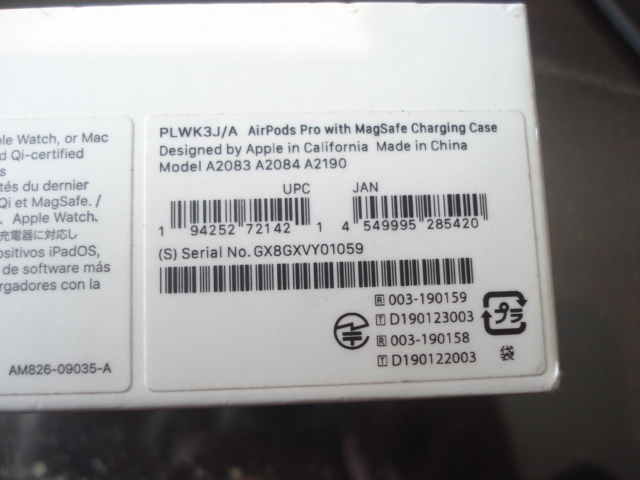 ple Watch, or Mac
d Qi-certified
s
tés du dernier
Qi et MagSafe. /
、Apple Watch、
充電器に対応し
positivos iPadOS,
de software más
rgadores con la
AM826-09035-A
PLWK3J/A AirPods Pro with MagSafe Charging Case
Designed by Apple in California Made in China
Model A2083 A2084 A2190
UPC JAN
1 94252 72142 1 4 549995 285420
(S) Serial No. GX8GXVY01059
R 003-190159
T D190123003
R 003-190158
T D190122003
プラ
袋